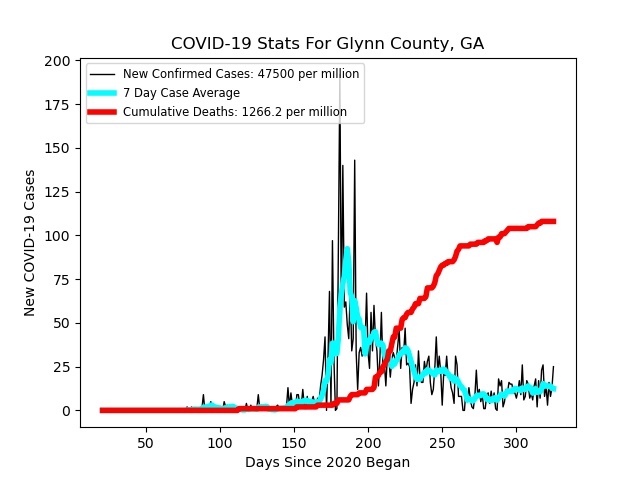 COVID-19 Stats For Glynn County, GA
New Confirmed Cases: 47500 per million
7 Day Case Average
Cumulative Deaths: 1266.2 per million
New COVID-19 Cases
200
175
150
125
100
75
50
25
0
50
100
150
200
250
300
Days Since 2020 Began